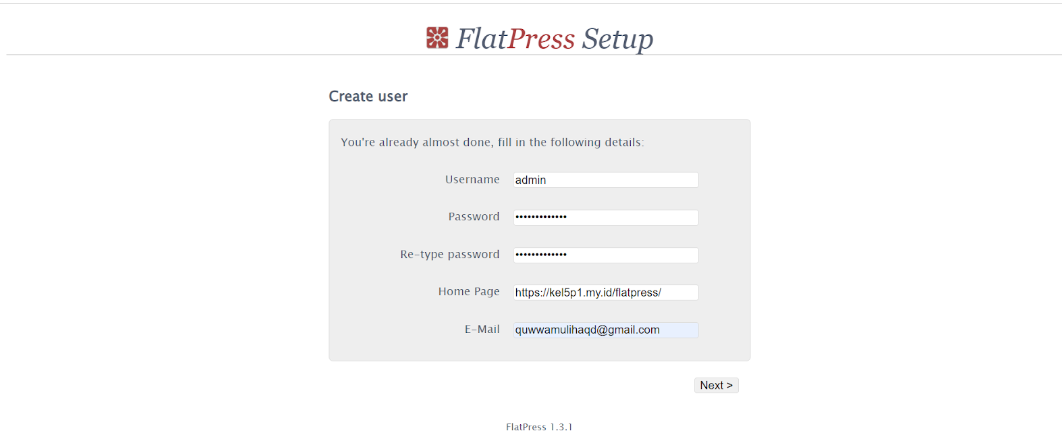 FlatPress Setup
Create user
You're already almost done, fill in the following details:
Username admin
Password •••••••••••••
Re-type password •••••••••••••
Home Page https://kel5p1.my.id/flatpress/
E-Mail quwwamulihaqd@gmail.com
Next >
FlatPress 1.3.1